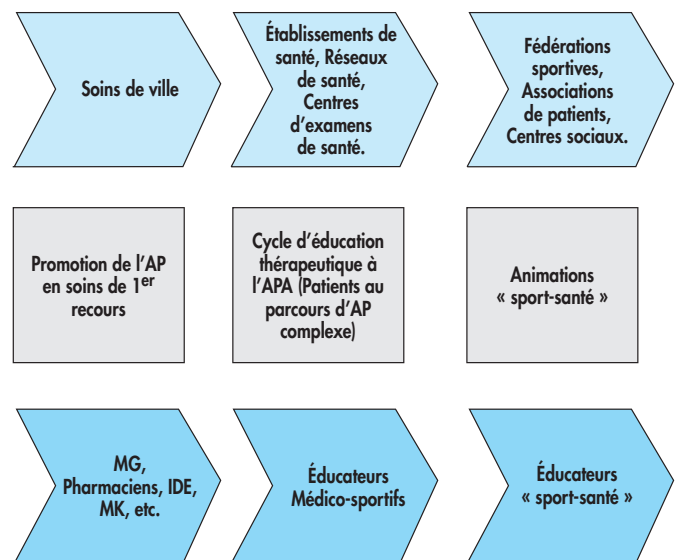 Soins de ville
Établissements de
santé, Réseaux
de santé,
Centres
d'examens
de santé.
Fédérations
sportives,
Associations
de patients,
Centres sociaux.
Promotion de l'AP
en soins de 1er
recours
Cycle d'éducation
thérapeutique à
l'APA (Patients au
parcours d'AP
complexe)
Animations
« sport-santé »
MG,
Pharmaciens, IDE,
MK, etc.
Éducateurs
Médico-sportifs
Éducateurs
« sport-santé »